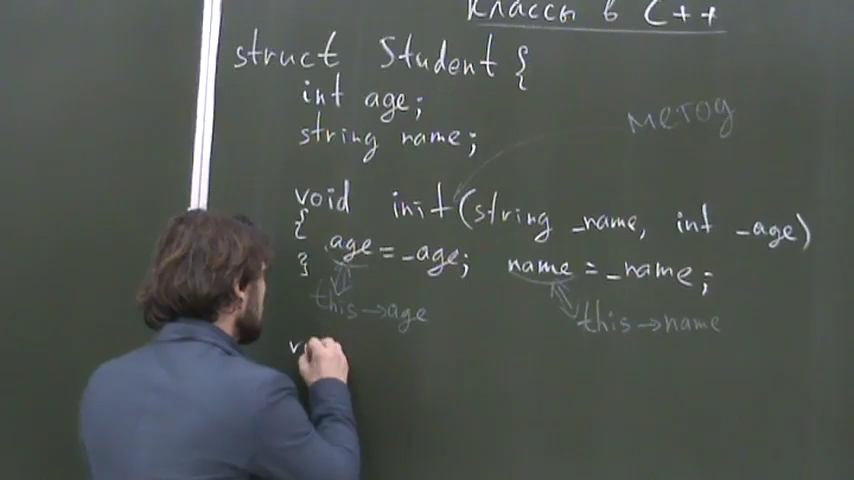 классы в C++
struct Student {
int age;
string name;
метод
void init(string _name, int _age)
{
age = _age; name = _name;
}
this→age this→name